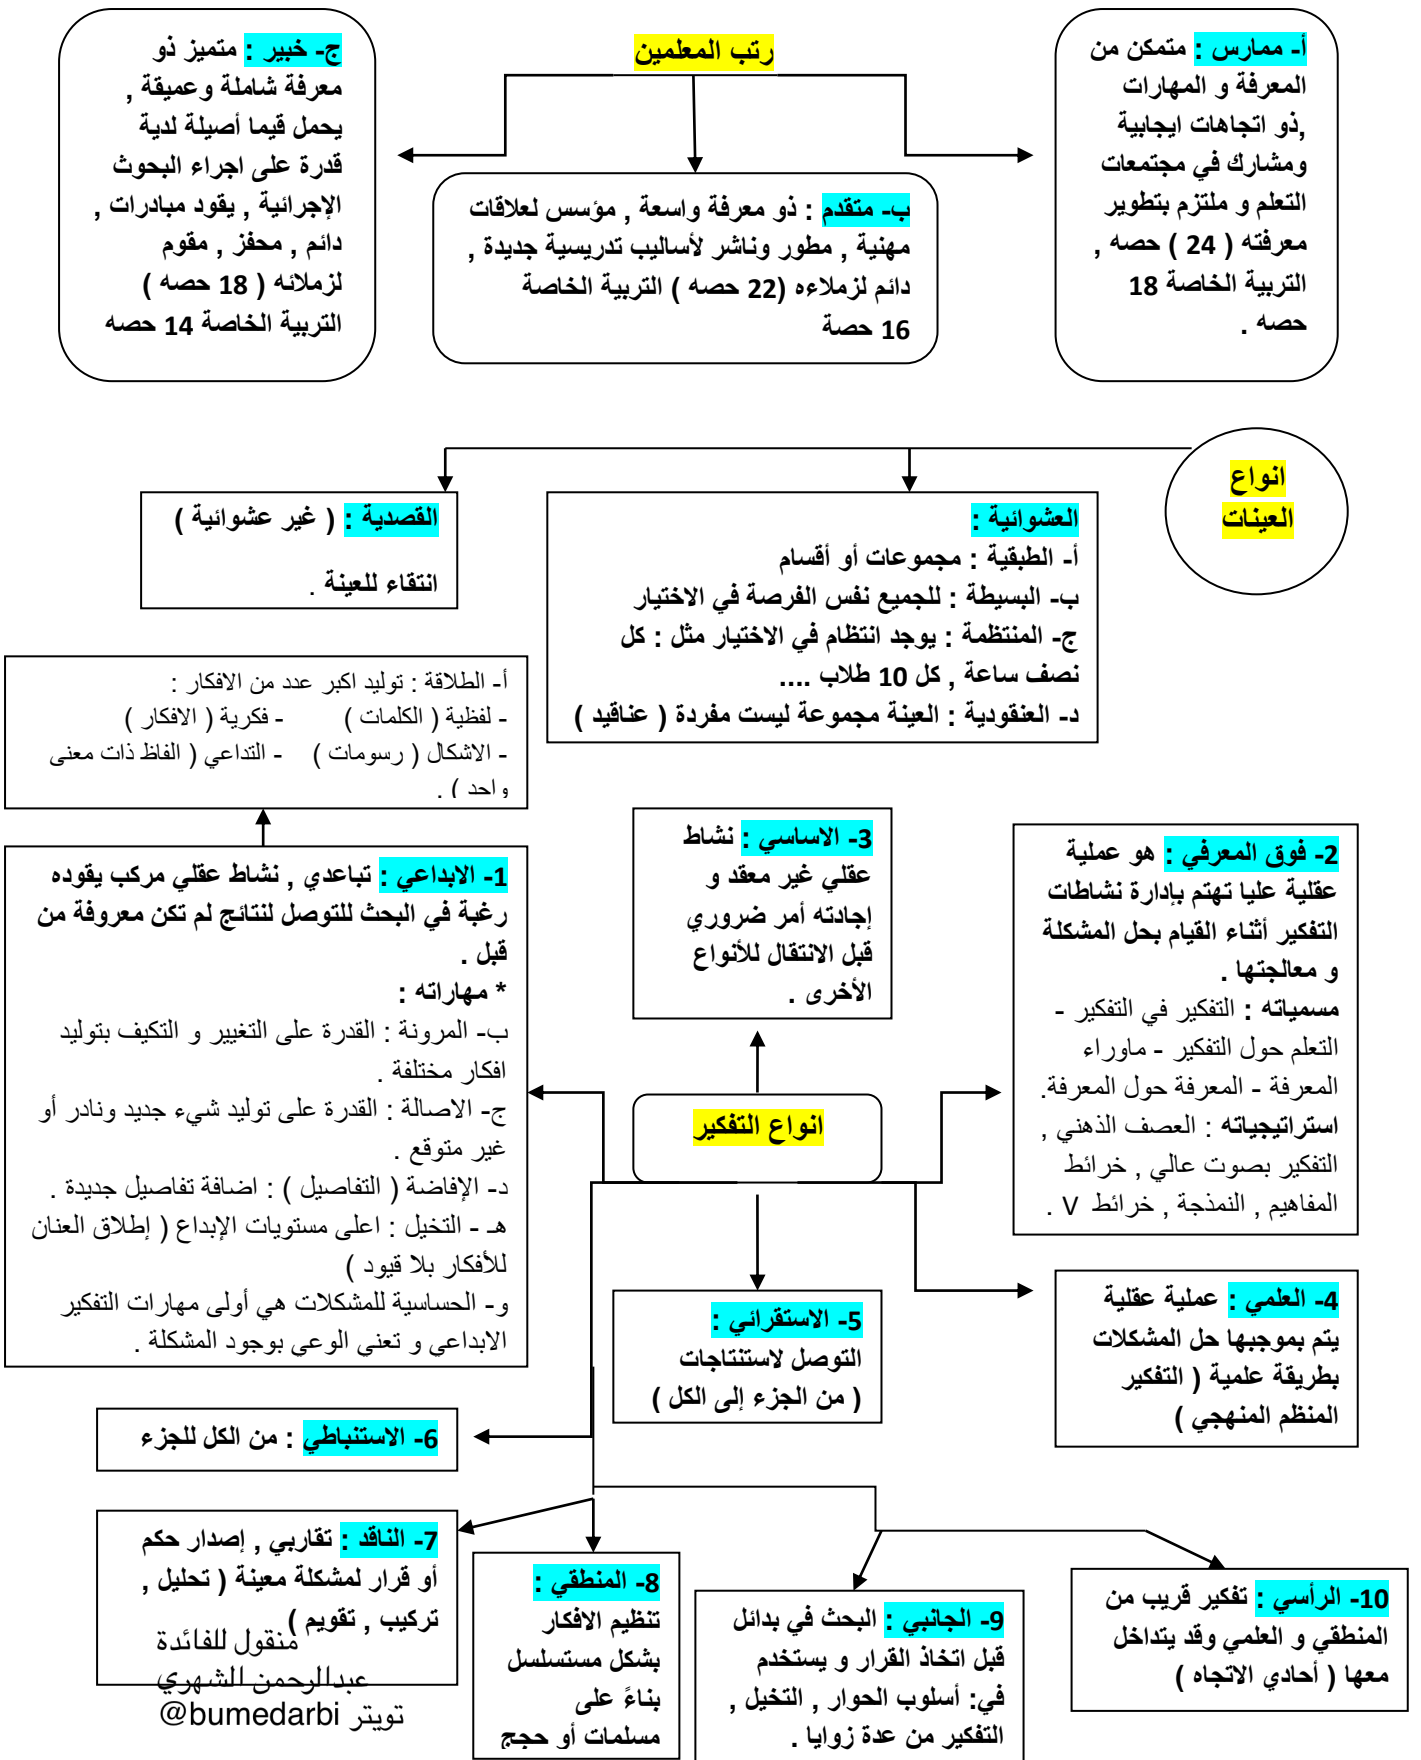 رتب المعلمين
أ- ممارس : متمكن من
المعرفة و المهارات
,ذو اتجاهات ايجابية
ومشارك في مجتمعات
التعلم و ملتزم بتطوير
معرفته ( 24 ) حصه ,
التربية الخاصة 18
حصه .
ب- متقدم : ذو معرفة واسعة , مؤسس لعلاقات
مهنية , مطور وناشر لأساليب تدريسية جديدة ,
دائم لزملاءه (22 حصه ) التربية الخاصة
16 حصة
ج- خبير : متميز ذو
معرفة شاملة وعميقة ,
يحمل قيما أصيلة لدية
قدرة على اجراء البحوث
الإجرائية , يقود مبادرات ,
دائم , محفز , مقوم
لزملائه ( 18 حصه )
التربية الخاصة 14 حصه
انواع
العينات
العشوائية :
أ- الطبقية : مجموعات أو أقسام
ب- البسيطة : للجميع نفس الفرصة في الاختيار
ج- المنتظمة : يوجد انتظام في الاختيار مثل : كل
نصف ساعة , كل 10 طلاب ....
د- العنقودية : العينة مجموعة ليست مفردة ( عناقيد )
القصدية : ( غير عشوائية )
انتقاء للعينة .
انواع التفكير
أ- الطلاقة : توليد اكبر عدد من الافكار :
- لفظية ( الكلمات ) - فكرية ( الافكار )
- الاشكال ( رسومات ) - التداعي ( الفاظ ذات معنى
واحد ) .
1- الابداعي : تباعدي , نشاط عقلي مركب يقوده
رغبة في البحث للتوصل لنتائج لم تكن معروفة من
قبل .
* مهاراته :
ب- المرونة : القدرة على التغيير و التكيف بتوليد
افكار مختلفة .
ج- الاصالة : القدرة على توليد شيء جديد ونادر أو
غير متوقع .
د- الإفاضة ( التفاصيل ) : اضافة تفاصيل جديدة .
هـ - التخيل : اعلى مستويات الإبداع ( إطلاق العنان
للأفكار بلا قيود )
و- الحساسية للمشكلات هي أولى مهارات التفكير
الابداعي و تعني الوعي بوجود المشكلة .
2- فوق المعرفي : هو عملية
عقلية عليا تهتم بإدارة نشاطات
التفكير أثناء القيام بحل المشكلة
و معالجتها .
مسمياته : التفكير في التفكير -
التعلم حول التفكير - ماوراء
المعرفة - المعرفة حول المعرفة.
استراتيجياته : العصف الذهني ,
التفكير بصوت عالي , خرائط
المفاهيم , النمذجة , خرائط V .
3- الاساسي : نشاط
عقلي غير معقد و
إجادته أمر ضروري
قبل الانتقال للأنواع
الأخرى .
4- العلمي : عملية عقلية
يتم بموجبها حل المشكلات
بطريقة علمية ( التفكير
المنظم المنهجي )
5- الاستقرائي :
التوصل لاستنتاجات
( من الجزء إلى الكل )
6- الاستنباطي : من الكل للجزء
7- الناقد : تقاربي , إصدار حكم
أو قرار لمشكلة معينة ( تحليل ,
تركيب , تقويم )
8- المنطقي :
تنظيم الافكار
بشكل مستسلسل
بناءً على
مسلمات أو حجج
9- الجانبي : البحث في بدائل
قبل اتخاذ القرار و يستخدم
في: أسلوب الحوار , التخيل ,
التفكير من عدة زوايا .
10- الرأسي : تفكير قريب من
المنطقي و العلمي وقد يتداخل
معها ( أحادي الاتجاه )
منقول للفائدة
عبدالرحمن الشهري
تويتر @bumedarbi